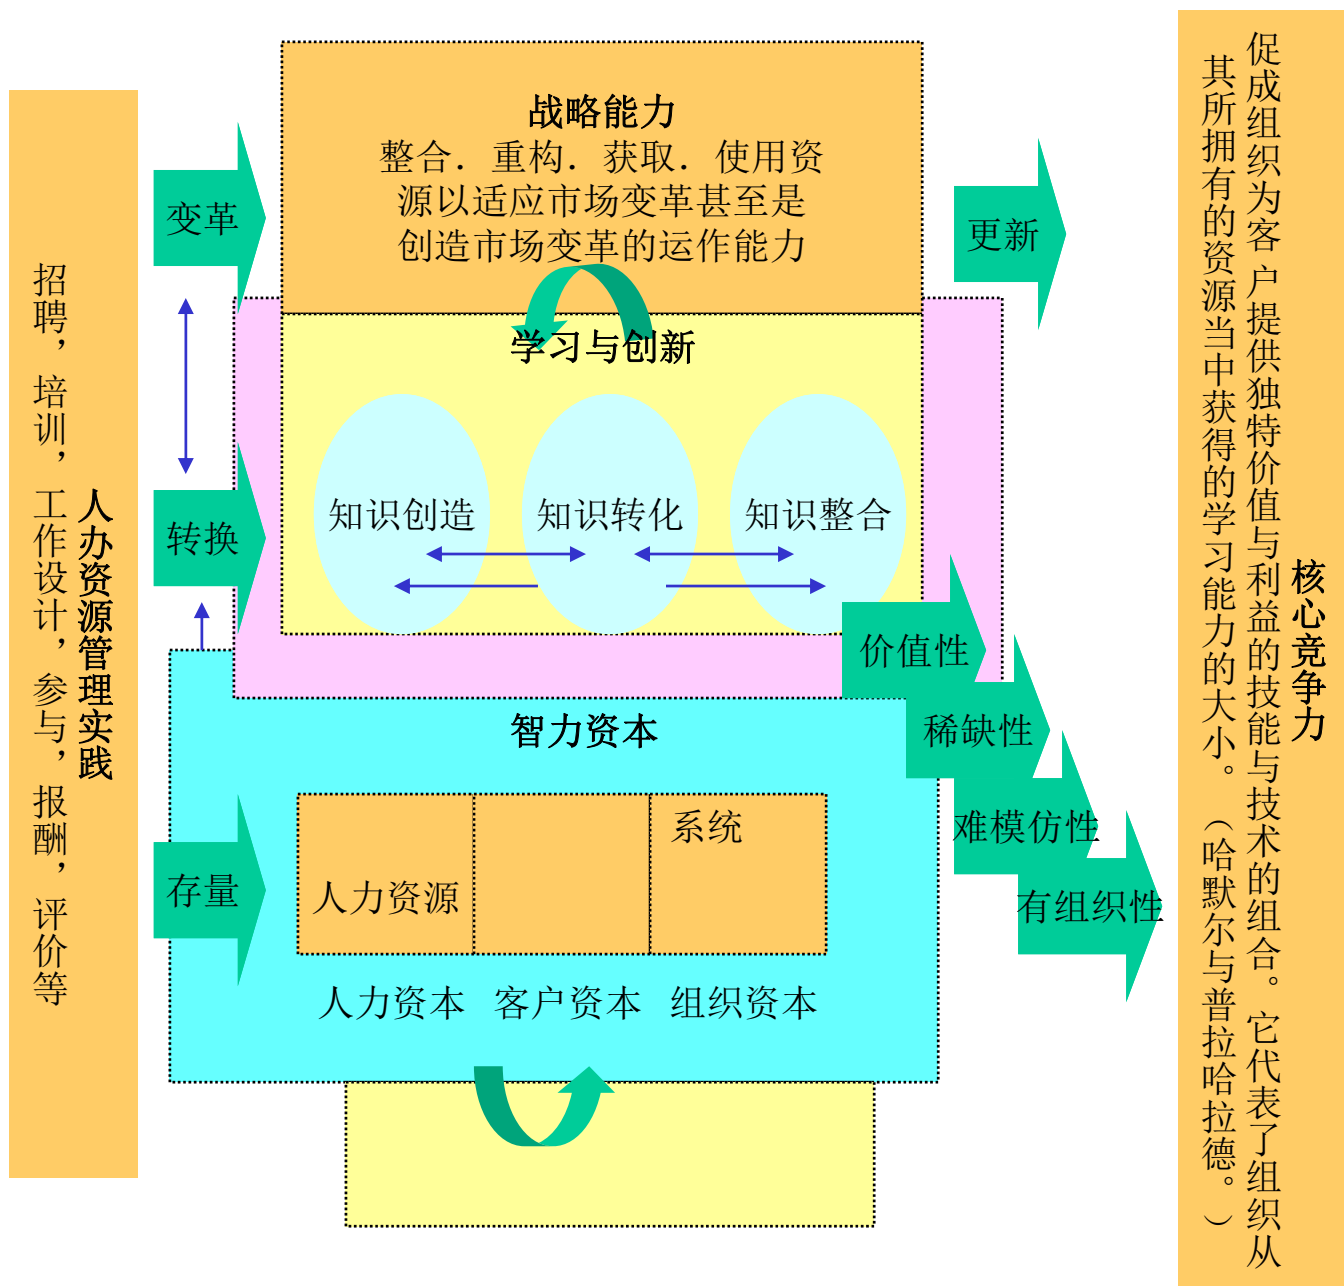 人办资源管理实践
招聘，培训，工作设计，参与，报酬，评价等
变革
转换
存量
战略能力
整合．重构．获取．使用资
源以适应市场变革甚至是
创造市场变革的运作能力
学习与创新
知识创造
知识转化
知识整合
智力资本
人力资源
系统
人力资本
客户资本
组织资本
更新
价值性
稀缺性
难模仿性
有组织性
核心竞争力
促成组织为客户提供独特价值与利益的技能与技术的组合。它代表了组织从
其所拥有的资源当中获得的学习能力的大小。（哈默尔与普拉哈拉德。）